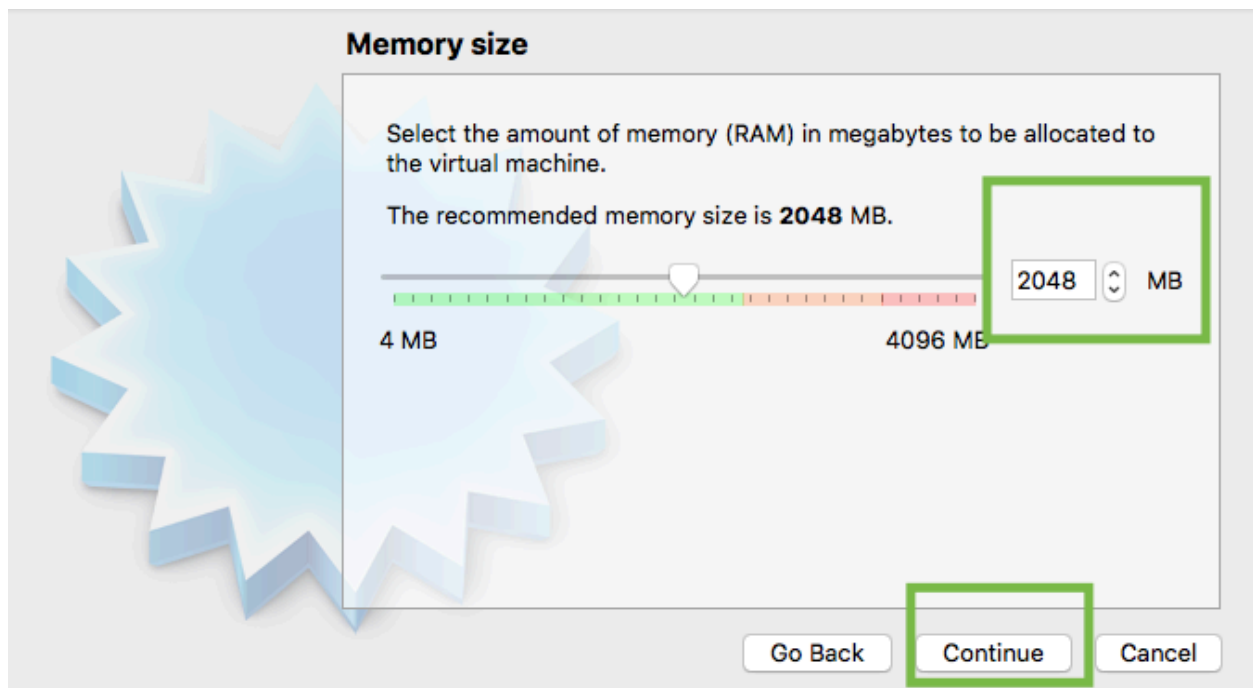 Memory size
Select the amount of memory (RAM) in megabytes to be allocated to
the virtual machine.
The recommended memory size is 2048 MB.
2048 MB
4 MB 4096 MB
Go Back Continue Cancel